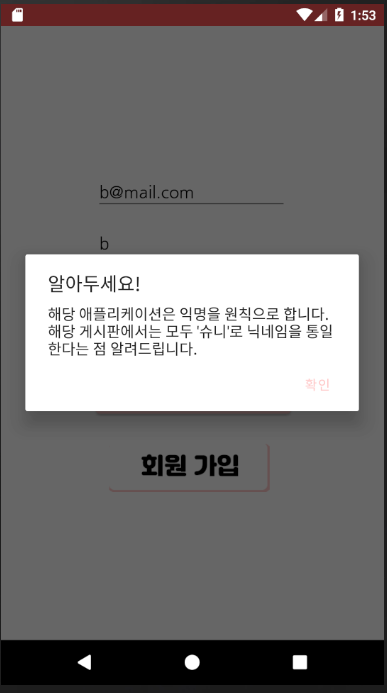 1:53
b@mail.com
b
알아두세요!
해당 애플리케이션은 익명을 원칙으로 합니다.
해당 게시판에서는 모두 '슈니'로 닉네임을 통일
한다는 점 알려드립니다.
확인
회원 가입